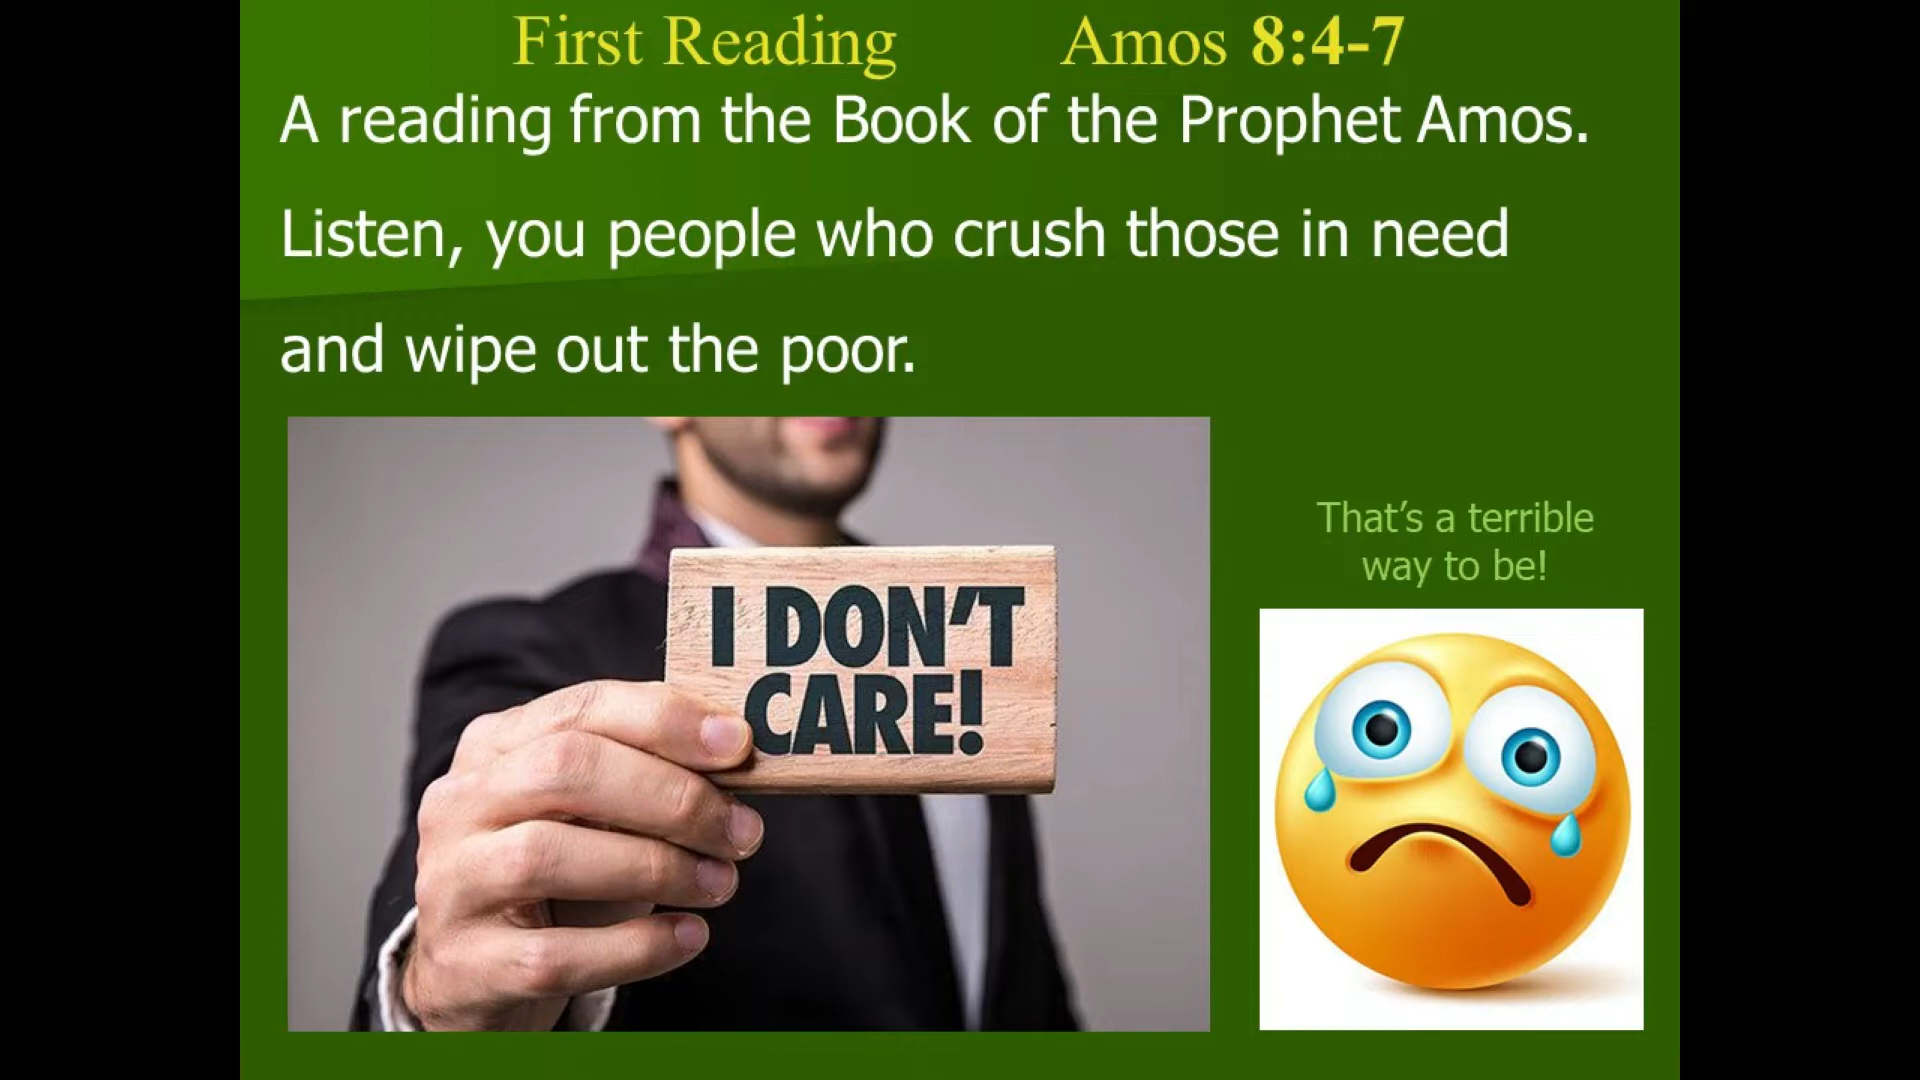 First Reading Amos 8:4-7
A reading from the Book of the Prophet Amos.
Listen, you people who crush those in need
and wipe out the poor.
I DON'T
CARE!
That's a terrible
way to be!